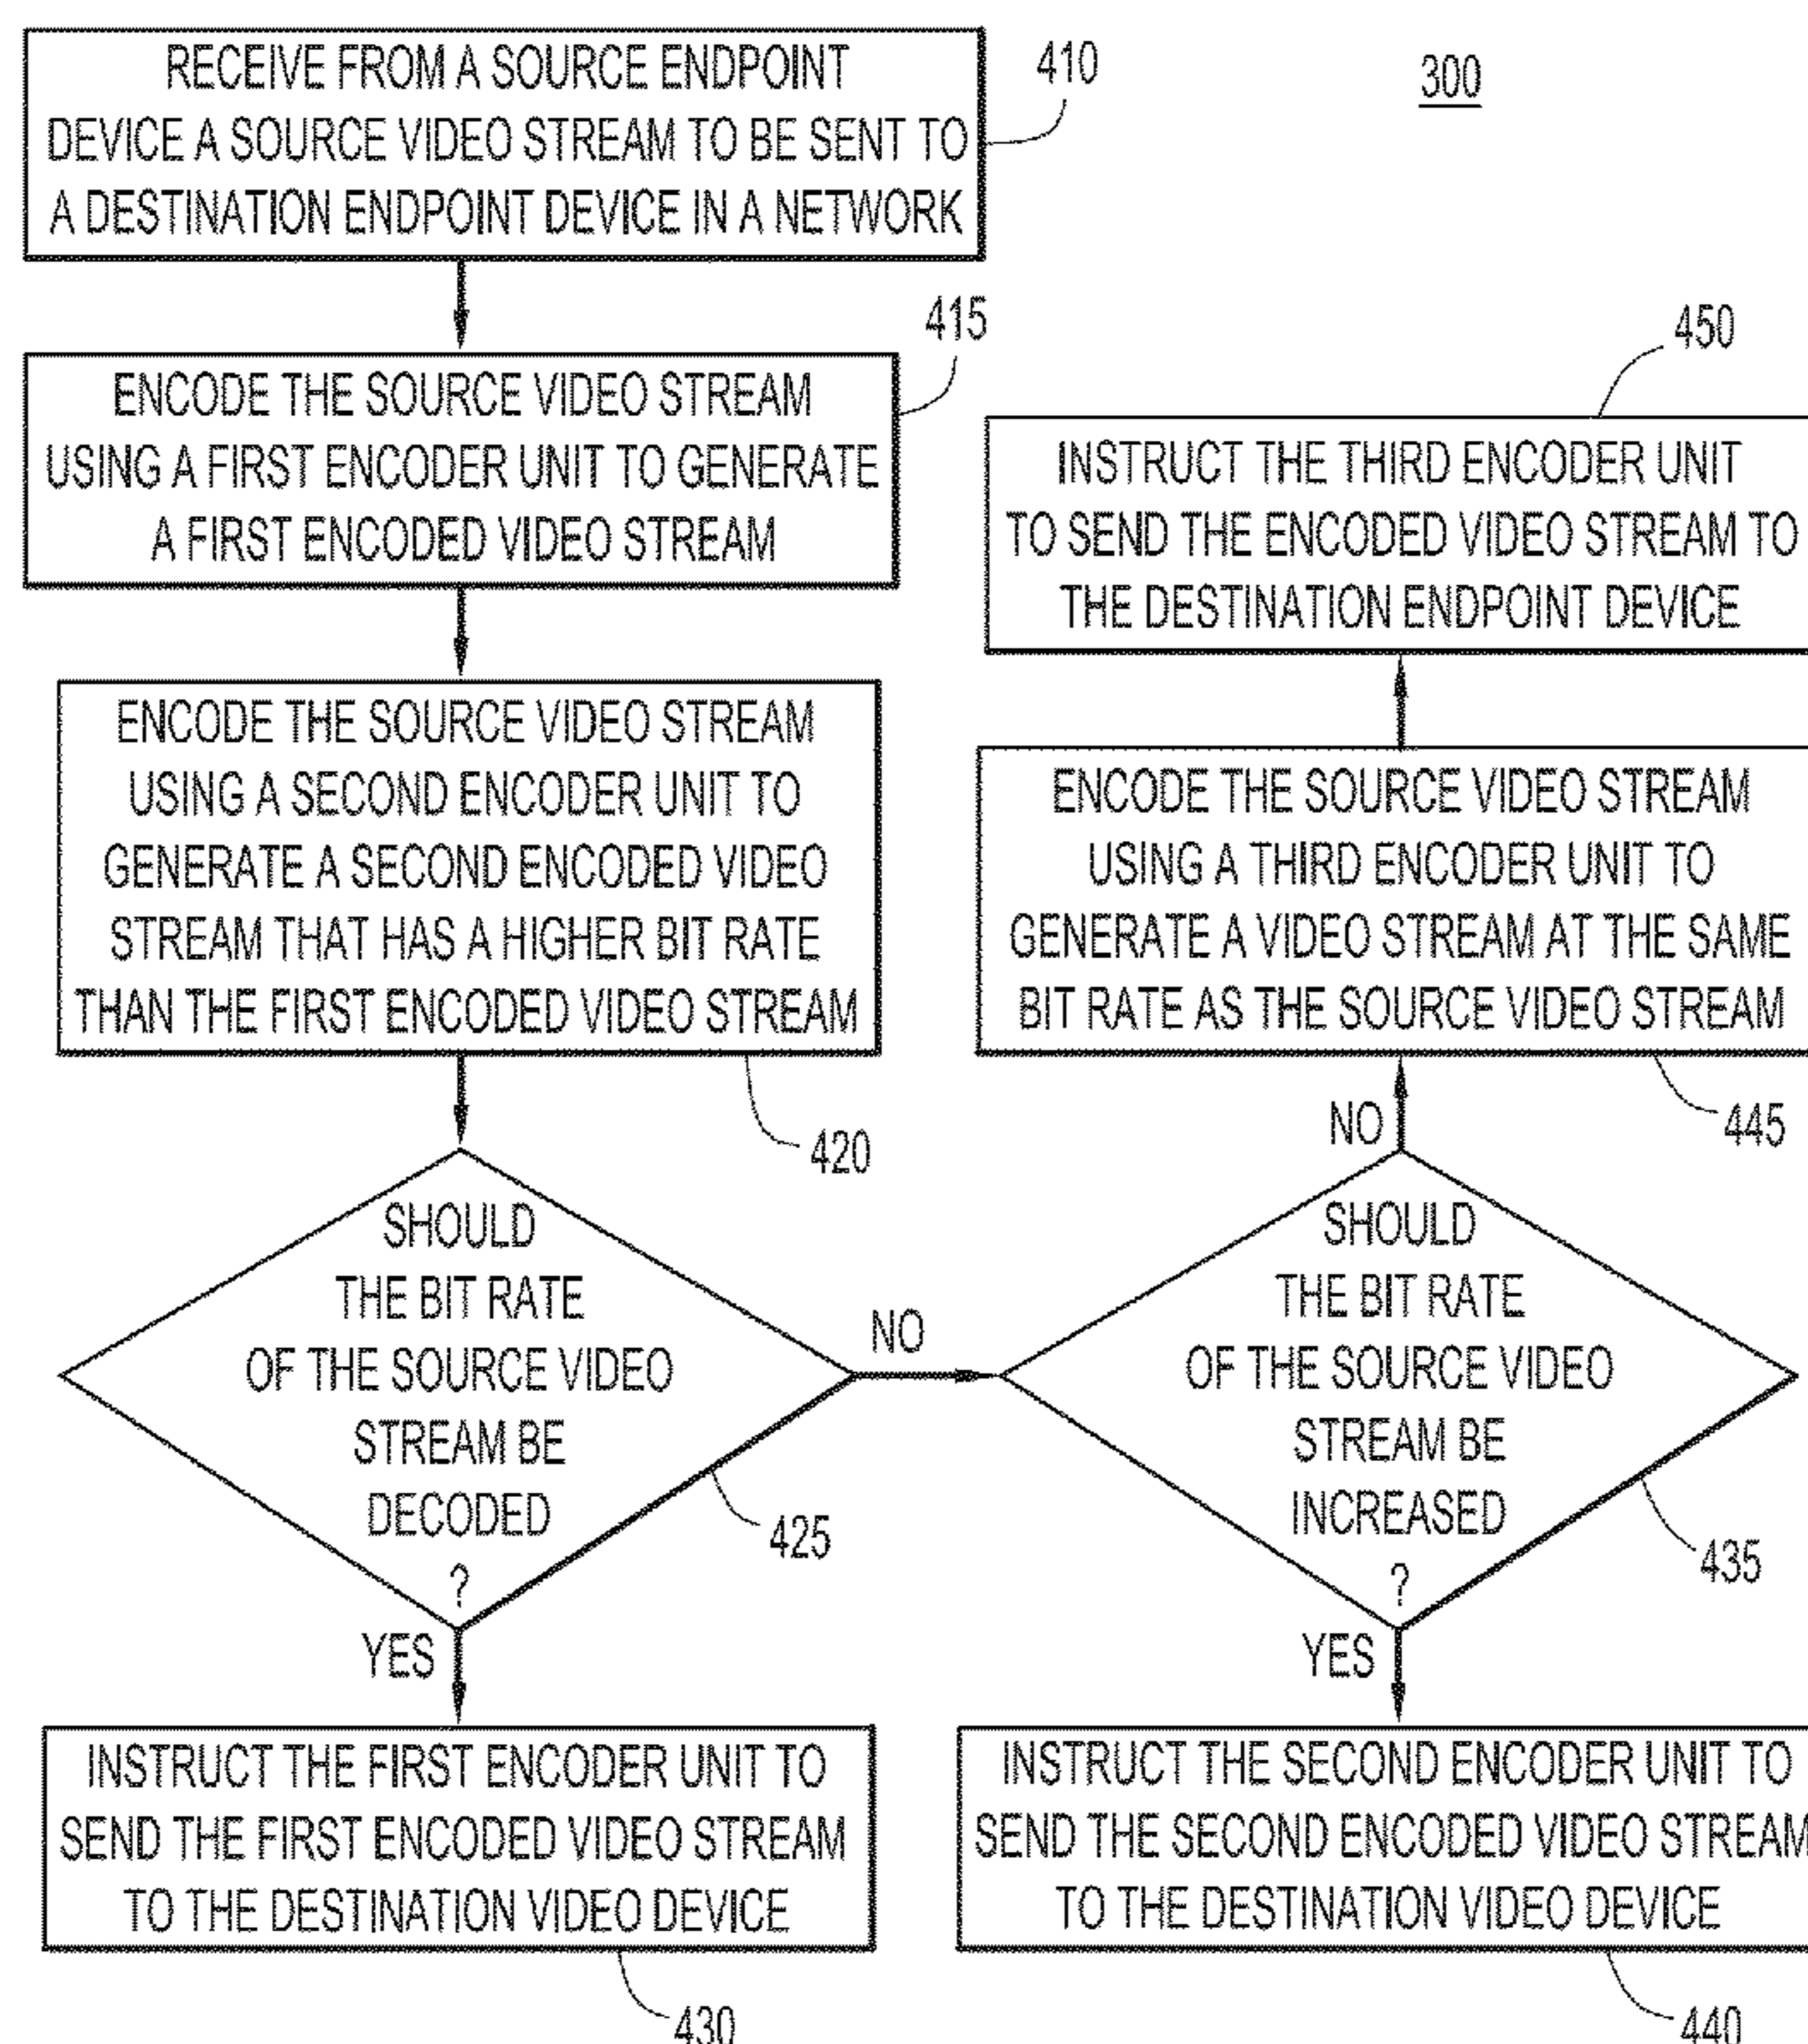 RECEIVE FROM A SOURCE ENDPOINT
DEVICE A SOURCE VIDEO STREAM TO BE SENT TO
A DESTINATION ENDPOINT DEVICE IN A NETWORK
410
300
ENCODE THE SOURCE VIDEO STREAM
USING A FIRST ENCODER UNIT TO GENERATE
A FIRST ENCODED VIDEO STREAM
415
ENCODE THE SOURCE VIDEO STREAM
USING A SECOND ENCODER UNIT TO
GENERATE A SECOND ENCODED VIDEO
STREAM THAT HAS A HIGHER BIT RATE
THAN THE FIRST ENCODED VIDEO STREAM
420
SHOULD
THE BIT RATE
OF THE SOURCE VIDEO
STREAM BE
DECODED
?
425
NO
YES
INSTRUCT THE FIRST ENCODER UNIT TO
SEND THE FIRST ENCODED VIDEO STREAM
TO THE DESTINATION VIDEO DEVICE
430
450
INSTRUCT THE THIRD ENCODER UNIT
TO SEND THE ENCODED VIDEO STREAM TO
THE DESTINATION ENDPOINT DEVICE
ENCODE THE SOURCE VIDEO STREAM
USING A THIRD ENCODER UNIT TO
GENERATE A VIDEO STREAM AT THE SAME
BIT RATE AS THE SOURCE VIDEO STREAM
445
NO
SHOULD
THE BIT RATE
OF THE SOURCE VIDEO
STREAM BE
INCREASED
?
435
YES
INSTRUCT THE SECOND ENCODER UNIT TO
SEND THE SECOND ENCODED VIDEO STREAM
TO THE DESTINATION VIDEO DEVICE
440